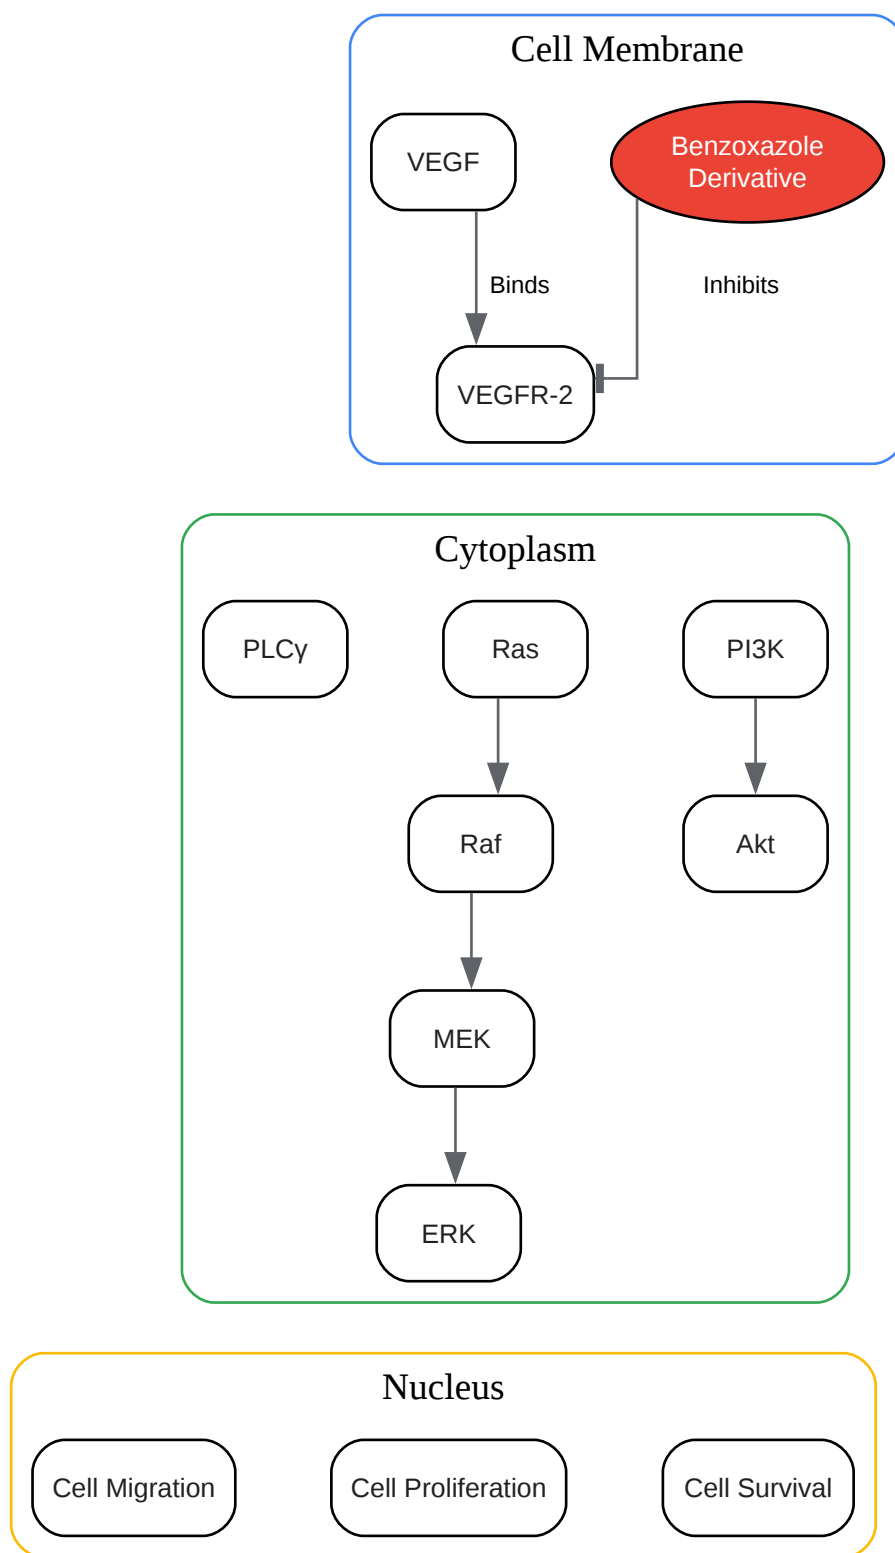 Cell Membrane
VEGF
Benzoxazole
Derivative
Binds
Inhibits
VEGFR-2
Cytoplasm
PLCγ
Ras
PI3K
Raf
Akt
MEK
ERK
Nucleus
Cell Migration
Cell Proliferation
Cell Survival